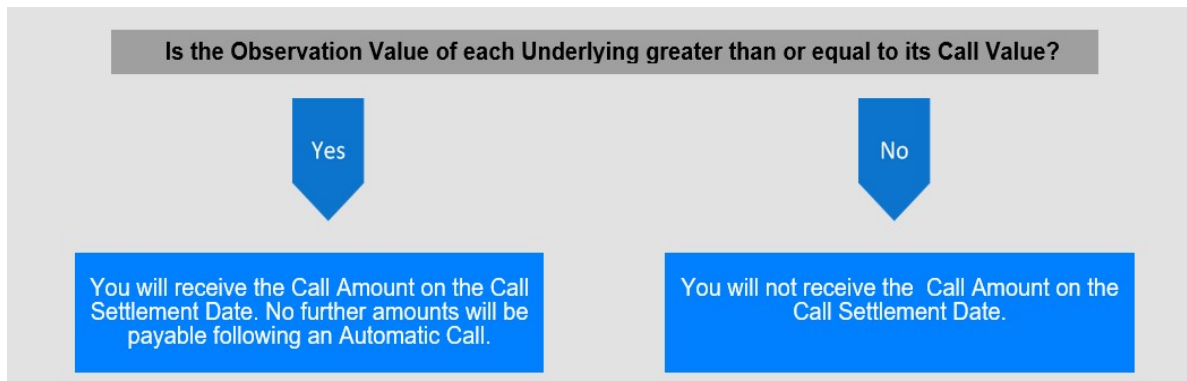 Is the Observation Value of each Underlying greater than or equal to its Call Value?
Yes
No
You will receive the Call Amount on the Call
Settlement Date. No further amounts will be
payable following an Automatic Call.
You will not receive the  Call Amount on the
Call Settlement Date.